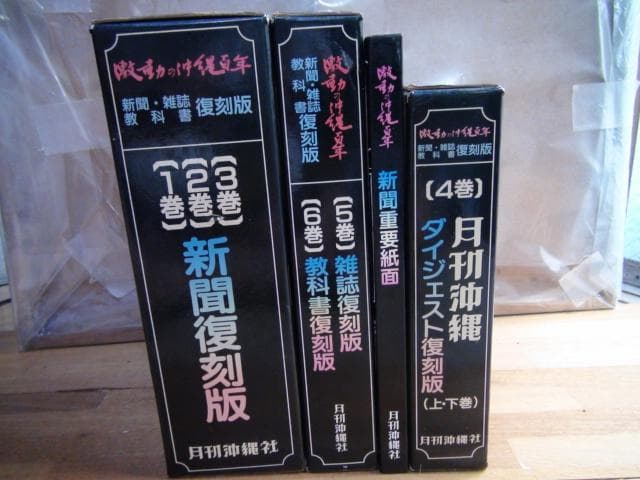 激動の沖縄百年
新聞・雑誌
教科書
復刻版
【1巻】
【2巻】
【3巻】
新聞復刻版
月刊沖縄社
激動の沖縄百年
新聞・雑誌
教科書
復刻版
【5巻】雑誌復刻版
【6巻】教科書復刻版
月刊沖縄社
激動の沖縄百年
新聞重要紙面
月刊沖縄社
激動の沖縄百年
新聞・雑誌
教科書
復刻版
【4巻】
月刊沖縄
ダイジェスト復刻版
(上・下巻)
月刊沖縄社